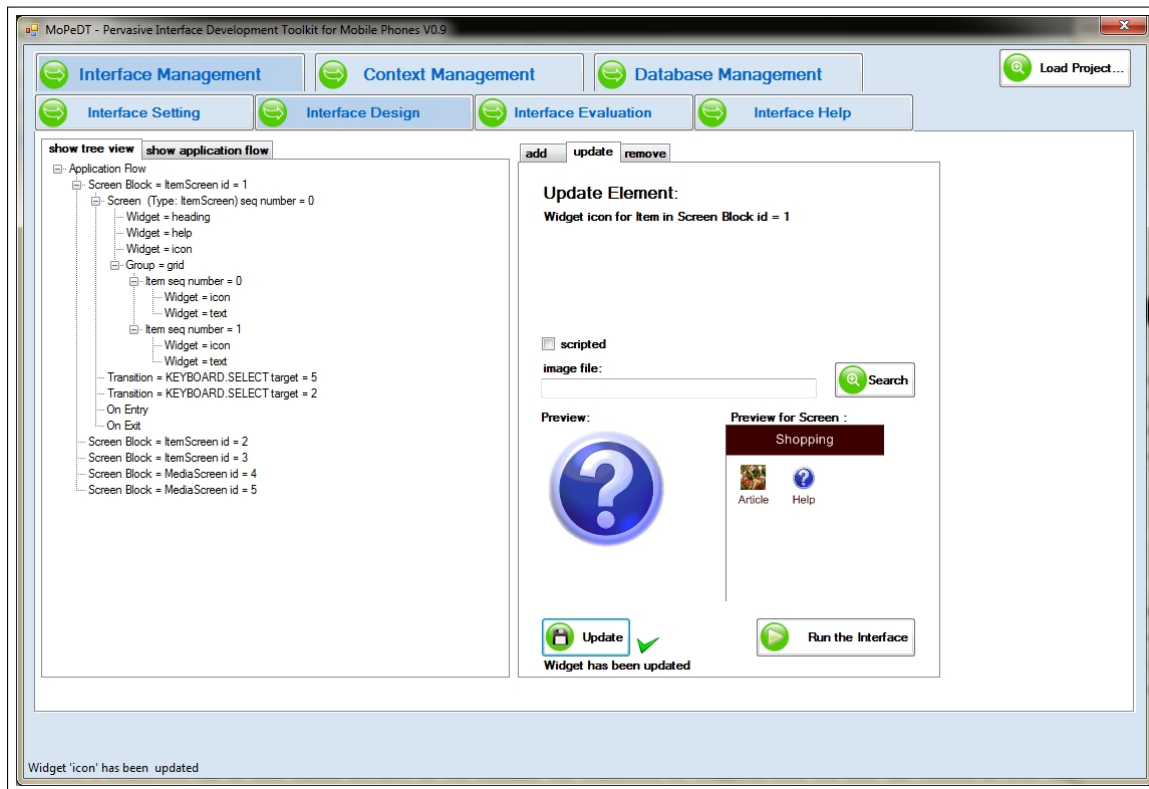 MoPeDT - Pervasive Interface Development Toolkit for Mobile Phones V0.9
x
Interface Management
Context Management
Database Management
Load Project...
Interface Setting
Interface Design
Interface Evaluation
Interface Help
show tree view
show application flow
Application Flow
Screen Block = ItemScreen id = 1
Screen (Type: ItemScreen) seq number = 0
Widget = heading
Widget = help
Widget = icon
Group = grid
Item seq number = 0
Widget = icon
Widget = text
Item seq number = 1
Widget = icon
Widget = text
Transition = KEYBOARD.SELECT target = 5
Transition = KEYBOARD.SELECT target = 2
On Entry
On Exit
Screen Block = ItemScreen id = 2
Screen Block = ItemScreen id = 3
Screen Block = MediaScreen id = 4
Screen Block = MediaScreen id = 5
add
update
remove
Update Element:
Widget icon for Item in Screen Block id = 1
scripted
image file:
Search
Preview:
?
Preview for Screen :
Shopping
?
Article
Help
Update
Run the Interface
Widget has been updated
Widget 'icon' has been updated